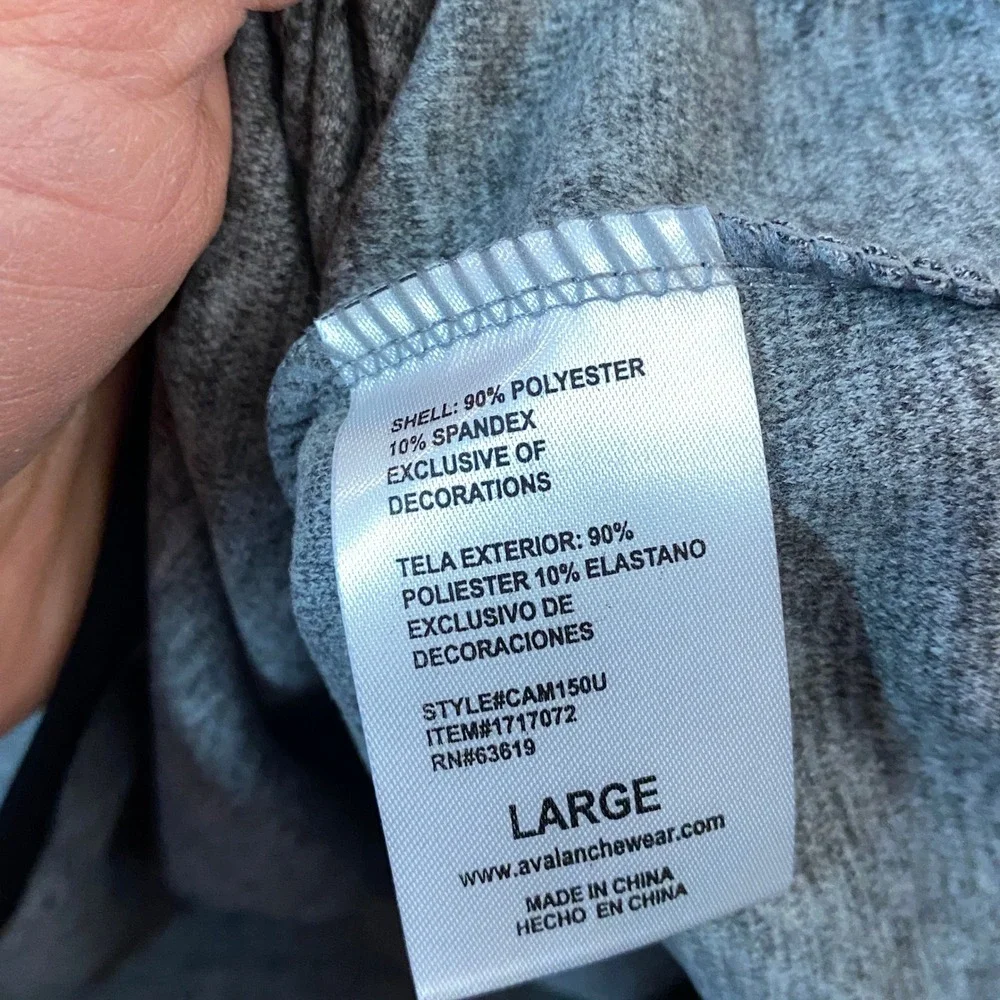 SHELL: 90% POLYESTER
10% SPANDEX
EXCLUSIVE OF
DECORATIONS
TELA EXTERIOR: 90%
POLIESTER 10% ELASTANO
EXCLUSIVO DE
DECORACIONES
STYLE#CAM150U
ITEM#1717072
RN#63619
LARGE
www.avalanchewear.com
MADE IN CHINA
HECHO EN CHINA